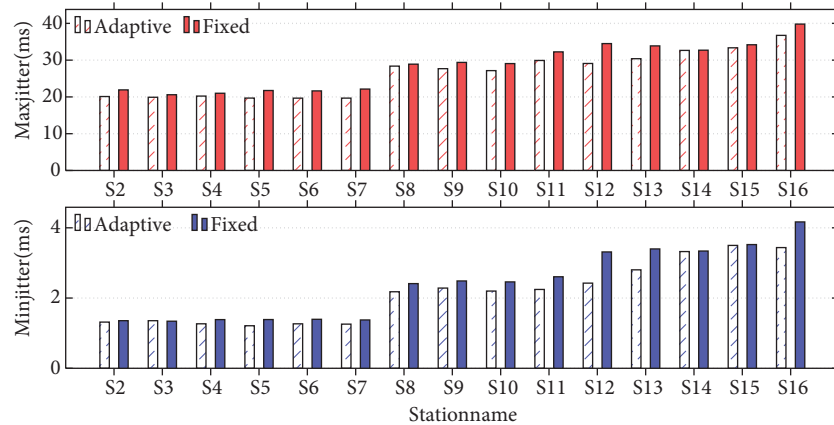 Maxjitter(ms)
40
30
20
10
0
Adaptive Fixed
S2 S3 S4 S5 S6 S7 S8 S9 S10 S11 S12 S13 S14 S15 S16
Minjitter(ms)
4
2
0
Adaptive Fixed
S2 S3 S4 S5 S6 S7 S8 S9 S10 S11 S12 S13 S14 S15 S16
Stationname